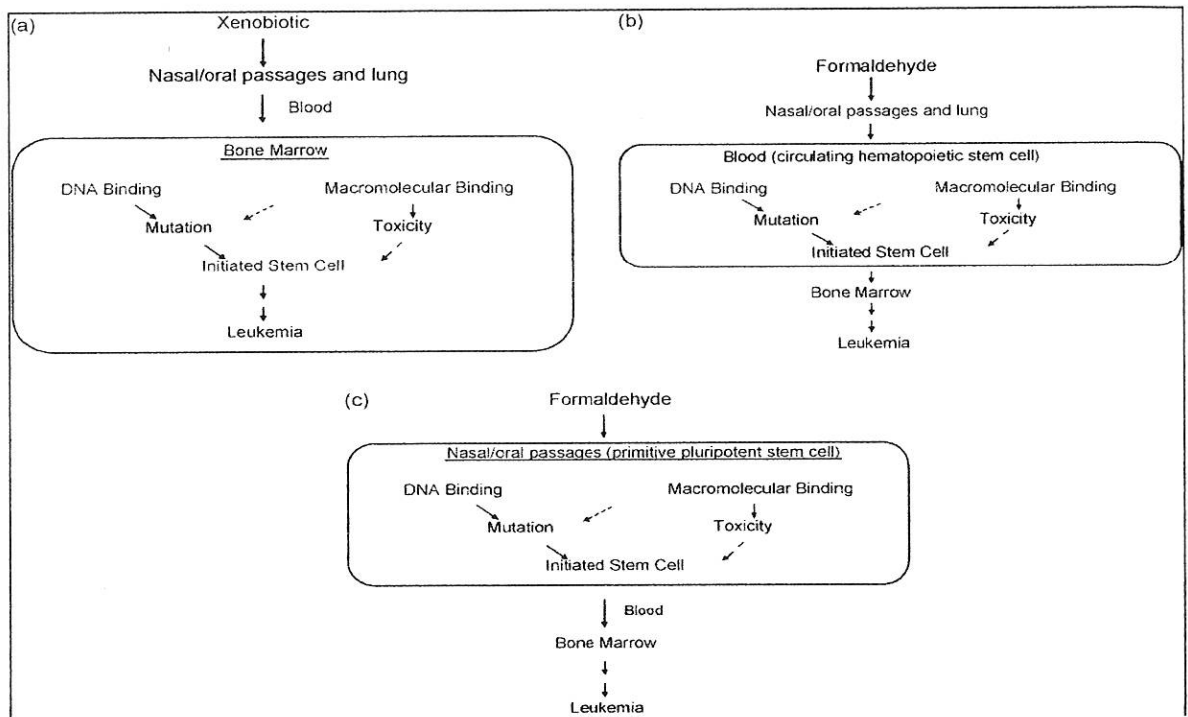 (a)
Xenobiotic
Nasal/oral passages and lung
Blood
Bone Marrow
DNA Binding Macromolecular Binding
Mutation Toxicity
Initiated Stem Cell
Leukemia
(b)
Formaldehyde
Nasal/oral passages and lung
Blood (circulating hematopoietic stem cell)
DNA Binding Macromolecular Binding
Mutation Toxicity
Initiated Stem Cell
Bone Marrow
Leukemia
(c)
Formaldehyde
Nasal/oral passages (primitive pluripotent stem cell)
DNA Binding Macromolecular Binding
Mutation Toxicity
Initiated Stem Cell
Blood
Bone Marrow
Leukemia